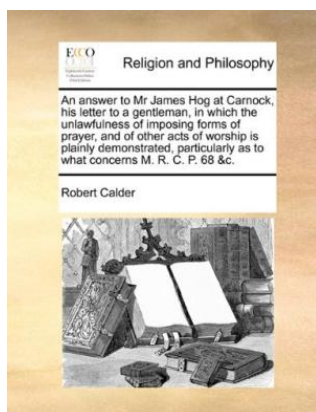 ECCO
Religion and Philosophy
An answer to Mr James Hog at Carnock,
his letter to a gentleman, in which the
unlawfulness of imposing forms of
prayer, and of other acts of worship is
plainly demonstrated, particularly as to
what concerns M. R. C. P. 68 &c.
Robert Calder